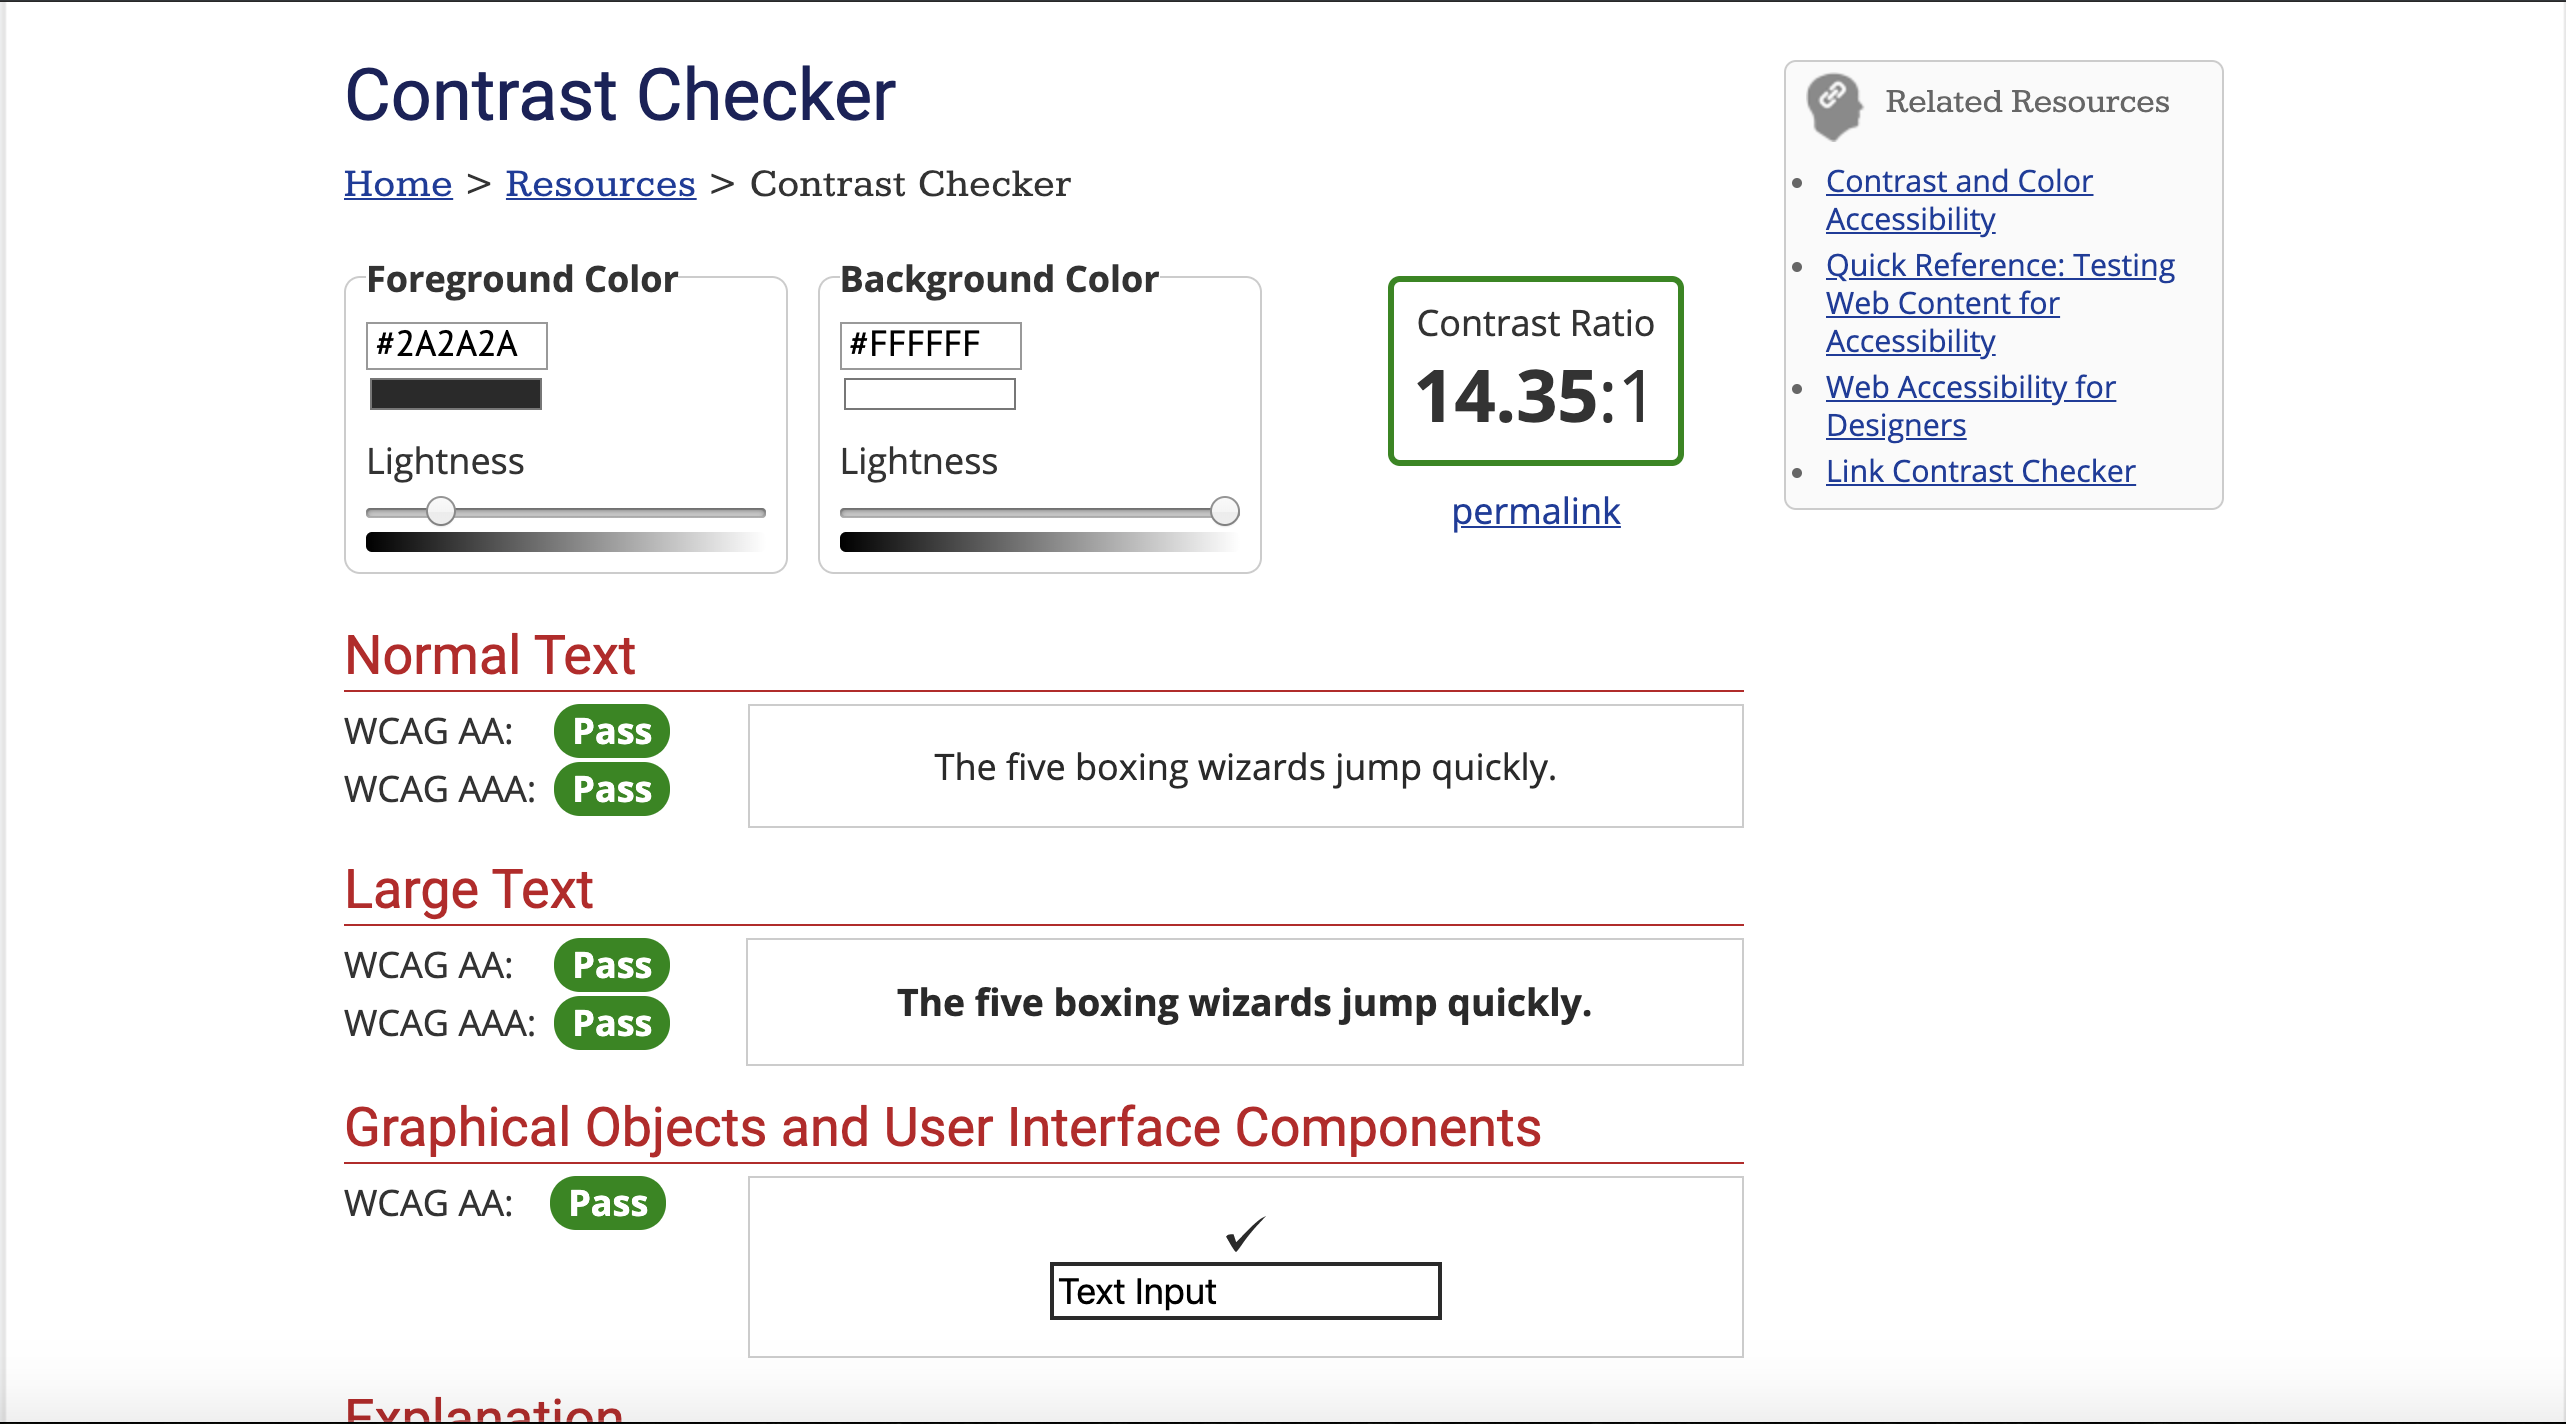 Contrast Checker
Home > Resources > Contrast Checker
Foreground Color
#2A2A2A
Lightness
Background Color
#FFFFFF
Lightness
Contrast Ratio
14.35:1
permalink
Related Resources
Contrast and Color
Accessibility
Quick Reference: Testing
Web Content for
Accessibility
Web Accessibility for
Designers
Link Contrast Checker
Normal Text
WCAG AA: Pass
WCAG AAA: Pass
The five boxing wizards jump quickly.
Large Text
WCAG AA: Pass
WCAG AAA: Pass
The five boxing wizards jump quickly.
Graphical Objects and User Interface Components
WCAG AA: Pass
✓
Text Input
Explanation